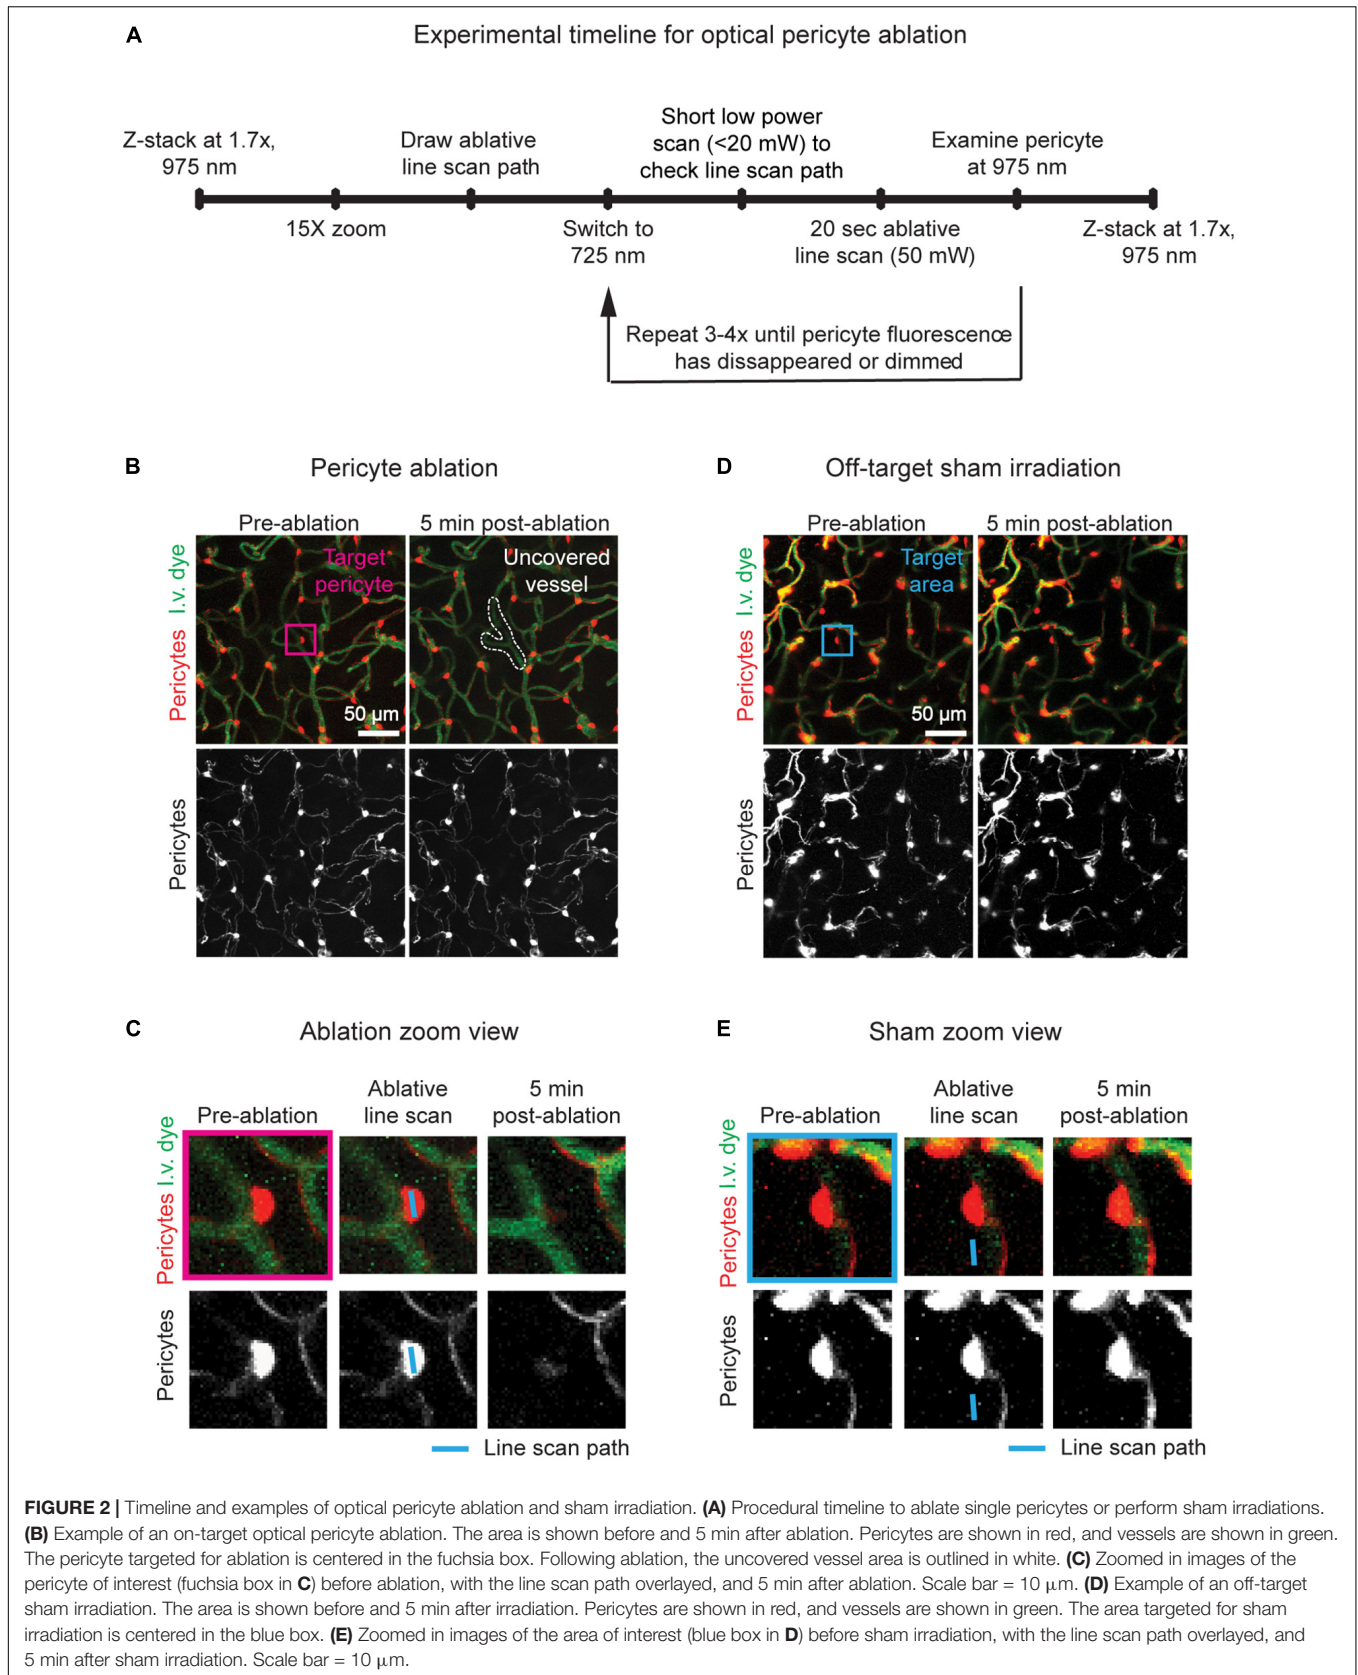 A
Experimental timeline for optical pericyte ablation
Z-stack at 1.7x,
975 nm
Draw ablative
line scan path
Short low power
scan (<20 mW) to
check line scan path
Examine pericyte
at 975 nm
15X zoom
Switch to
725 nm
20 sec ablative
line scan (50 mW)
Z-stack at 1.7x,
975 nm
Repeat 3-4x until pericyte fluorescence
has dissappeared or dimmed
B
Pericyte ablation
Pre-ablation
5 min post-ablation
Pericytes I.v. dye
Target
pericyte
Uncovered
vessel
50 µm
Pericytes
D
Off-target sham irradiation
Pre-ablation
5 min post-ablation
Pericytes I.v. dye
Target
area
50 µm
Pericytes
C
Ablation zoom view
Pre-ablation
Ablative
line scan
5 min
post-ablation
Pericytes I.v. dye
Pericytes
Line scan path
E
Sham zoom view
Pre-ablation
Ablative
line scan
5 min
post-ablation
Pericytes I.v. dye
Pericytes
Line scan path
FIGURE 2 | Timeline and examples of optical pericyte ablation and sham irradiation. (A) Procedural timeline to ablate single pericytes or perform sham irradiations.
(B) Example of an on-target optical pericyte ablation. The area is shown before and 5 min after ablation. Pericytes are shown in red, and vessels are shown in green.
The pericyte targeted for ablation is centered in the fuchsia box. Following ablation, the uncovered vessel area is outlined in white. (C) Zoomed in images of the
pericyte of interest (fuchsia box in C) before ablation, with the line scan path overlayed, and 5 min after ablation. Scale bar = 10 µm. (D) Example of an off-target
sham irradiation. The area is shown before and 5 min after irradiation. Pericytes are shown in red, and vessels are shown in green. The area targeted for sham
irradiation is centered in the blue box. (E) Zoomed in images of the area of interest (blue box in D) before sham irradiation, with the line scan path overlayed, and
5 min after sham irradiation. Scale bar = 10 µm.